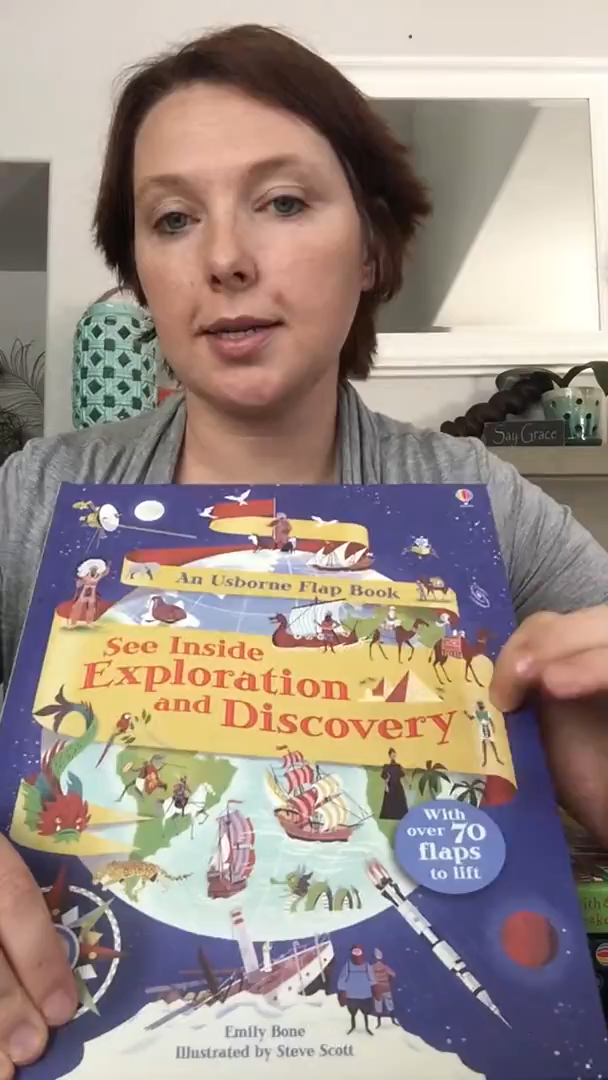 Say Grace
An Usborne Flap Book
See Inside
Exploration
and Discovery
With
over 70
flaps
to lift
Emily Bone
Illustrated by Steve Scott